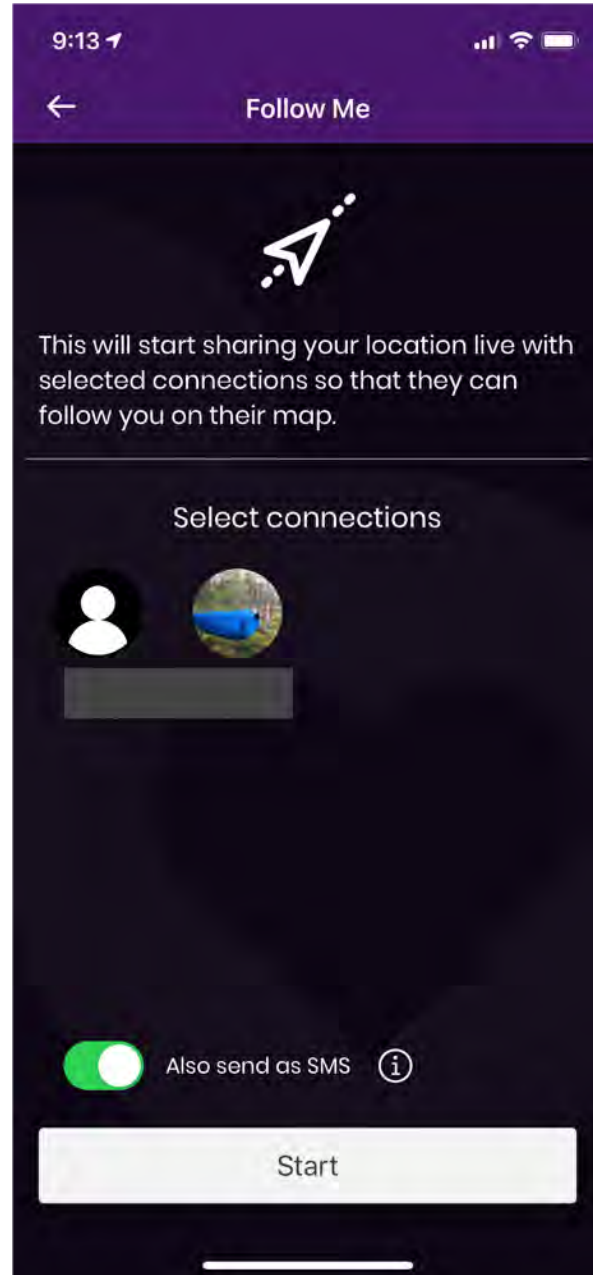 9:13
Follow Me
This will start sharing your location live with
selected connections so that they can
follow you on their map.
Select connections
Also send as SMS
Start